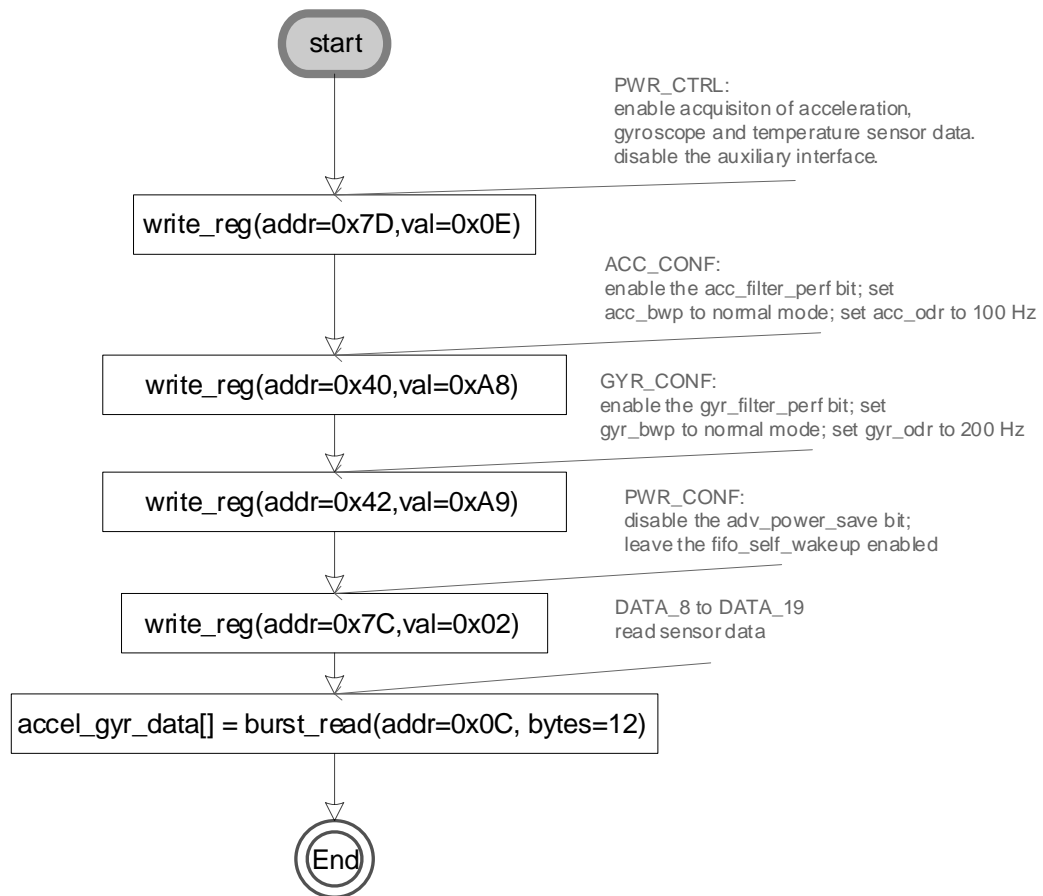 start
PWR_CTRL:
enable acquisiton of acceleration,
gyroscope and temperature sensor data.
disable the auxiliary interface.
write_reg(addr=0x7D,val=0x0E)
ACC_CONF:
enable the acc_filter_perf bit; set
acc_bwp to normal mode; set acc_odr to 100 Hz
write_reg(addr=0x40,val=0xA8)
GYR_CONF:
enable the gyr_filter_perf bit; set
gyr_bwp to normal mode; set gyr_odr to 200 Hz
write_reg(addr=0x42,val=0xA9)
PWR_CONF:
disable the adv_power_save bit;
leave the fifo_self_wakeup enabled
write_reg(addr=0x7C,val=0x02)
DATA_8 to DATA_19
read sensor data
accel_gyr_data[] = burst_read(addr=0x0C, bytes=12)
End